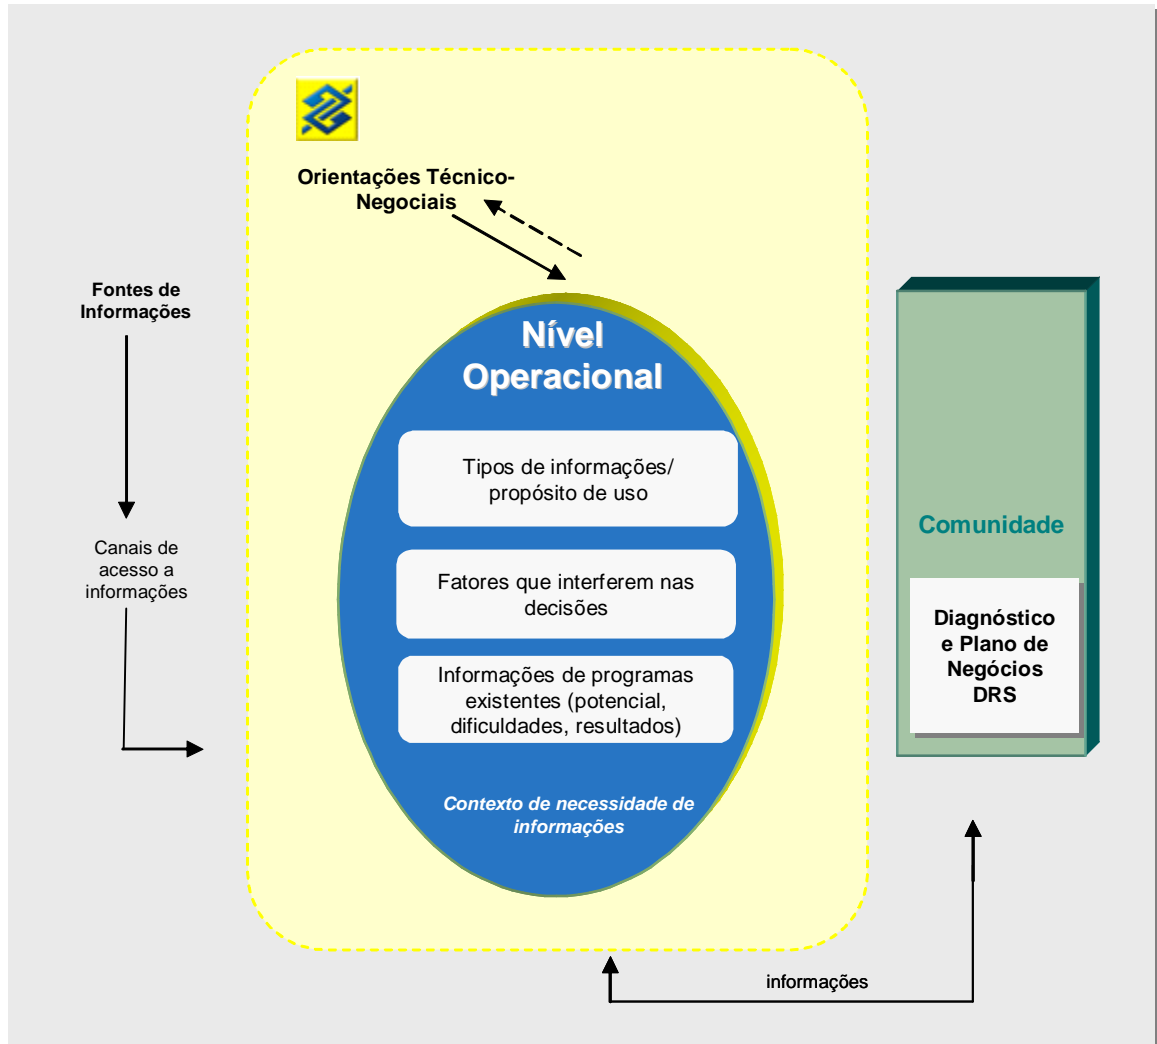 Orientações Técnico-
Negociais
Fontes de
Informações
Canais de
acesso a
informações
Nível
Operacional
Tipos de informações/
propósito de uso
Fatores que interferem nas
decisões
Informações de programas
existentes (potencial,
dificuldades, resultados)
Contexto de necessidade de
informações
Comunidade
Diagnóstico
e Plano de
Negócios
DRS
informações